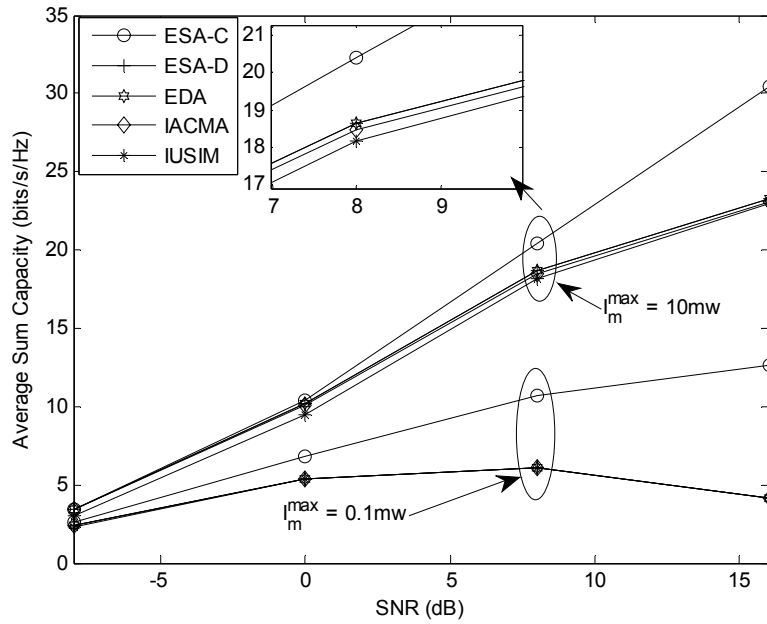 ESA-C
ESA-D
EDA
IACMA
IUSIM
21
20
19
18
17
7
8
9
35
30
25
20
15
10
5
0
Average Sum Capacity (bits/s/Hz)
I_m^max = 10mw
I_m^max = 0.1mw
-5
0
5
10
15
SNR (dB)